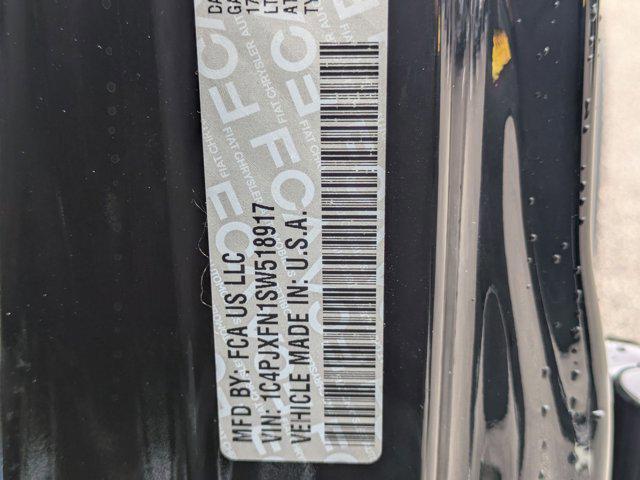 MFD BY: FCA US LLC
VIN: 1C4PJXFN1SW518917
VEHICLE MADE IN: U.S.A.